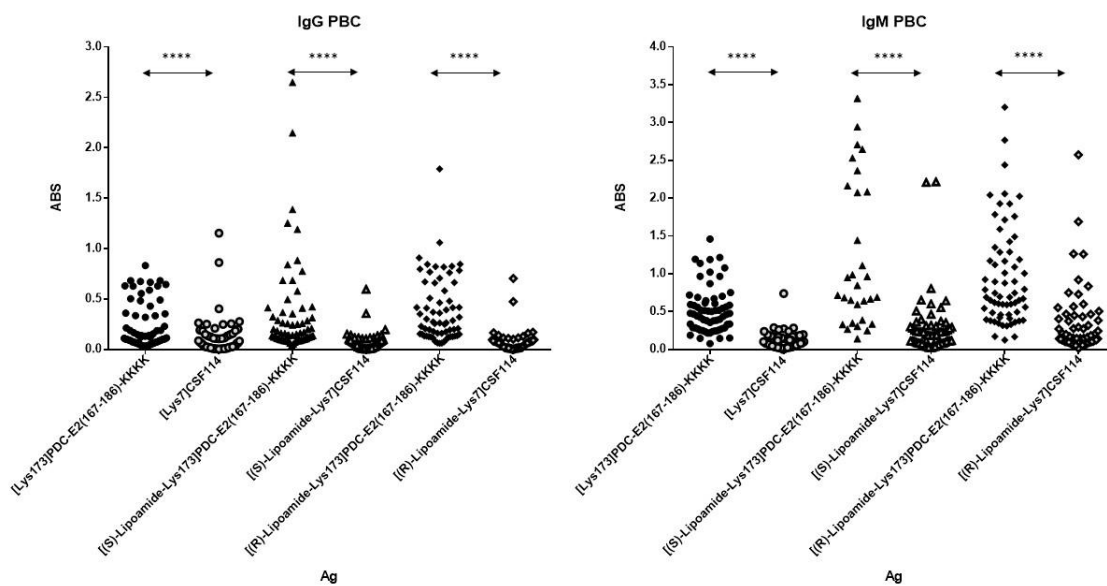 IgG PBC
3.0
2.5
2.0
1.5
1.0
0.5
0.0
ABS
**** **** ****
[Lys173]PDC-E2(167-186)-KKKK
[Lys7]CSF114
[(S)-Lipoamide-Lys173]PDC-E2(167-186)-KKKK
[(S)-Lipoamide-Lys7]CSF114
[(R)-Lipoamide-Lys173]PDC-E2(167-186)-KKKK
[(R)-Lipoamide-Lys7]CSF114
Ag
IgM PBC
4.0
3.5
3.0
2.5
2.0
1.5
1.0
0.5
0.0
ABS
**** **** ****
[Lys173]PDC-E2(167-186)-KKKK
[Lys7]CSF114
[(S)-Lipoamide-Lys173]PDC-E2(167-186)-KKKK
[(S)-Lipoamide-Lys7]CSF114
[(R)-Lipoamide-Lys173]PDC-E2(167-186)-KKKK
[(R)-Lipoamide-Lys7]CSF114
Ag